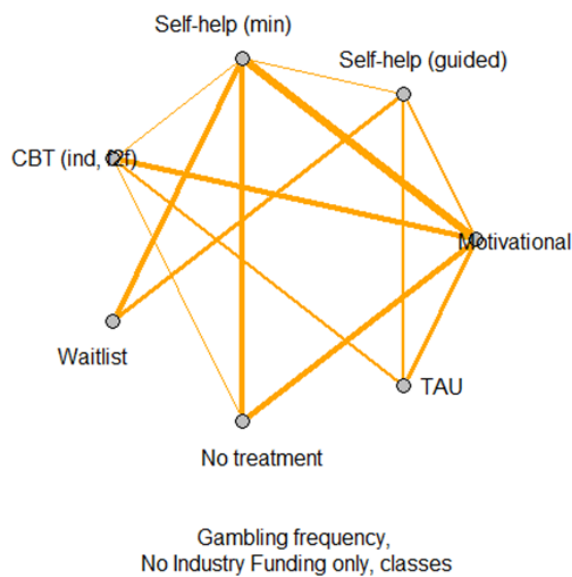 Self-help (min)
Self-help (guided)
CBT (ind, f2f)
Motivational
Waitlist
TAU
No treatment
Gambling frequency,
No Industry Funding only, classes